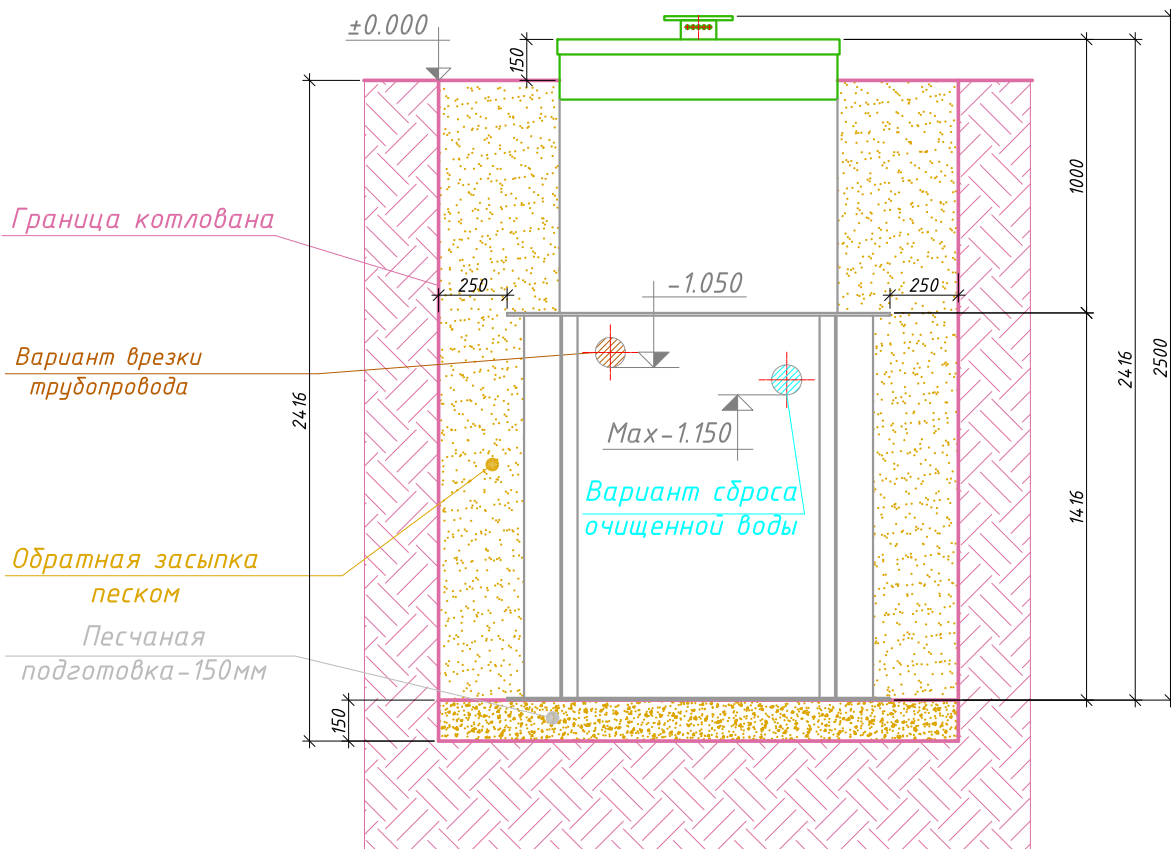 ±0.000
150
1000
Граница котлована
250
250
-1.050
Вариант врезки
трубопровода
2416
2416
2500
Max-1.150
Вариант сброса
очищенной воды
1416
Обратная засыпка
песком
Песчаная
подготовка-150мм
150